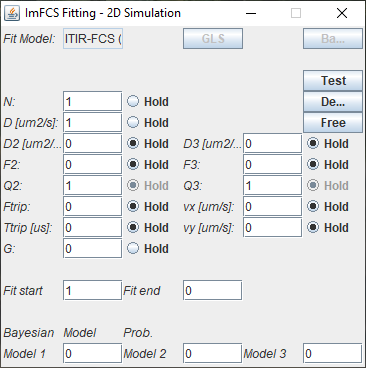 ImFCS Fitting - 2D Simulation
Fit Model: ITIR-FCS ( GLS Ba...
Test
N: 1 Hold De...
D [um2/s]: 1 Hold Free
D2 [um2/... 0 Hold D3 [um2/... 0 Hold
F2: 0 Hold F3: 0 Hold
Q2: 1 Hold Q3: 1 Hold
Ftrip: 0 Hold vx [um/s]: 0 Hold
Ttrip [us]: 0 Hold vy [um/s]: 0 Hold
G: 0 Hold
Fit start 1 Fit end 0
Bayesian Model Prob.
Model 1 0 Model 2 0 Model 3 0